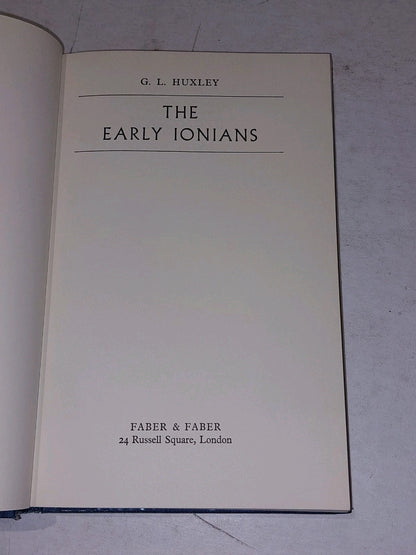 G. L. HUXLEY
THE
EARLY IONIANS
FABER & FABER
24 Russell Square, London